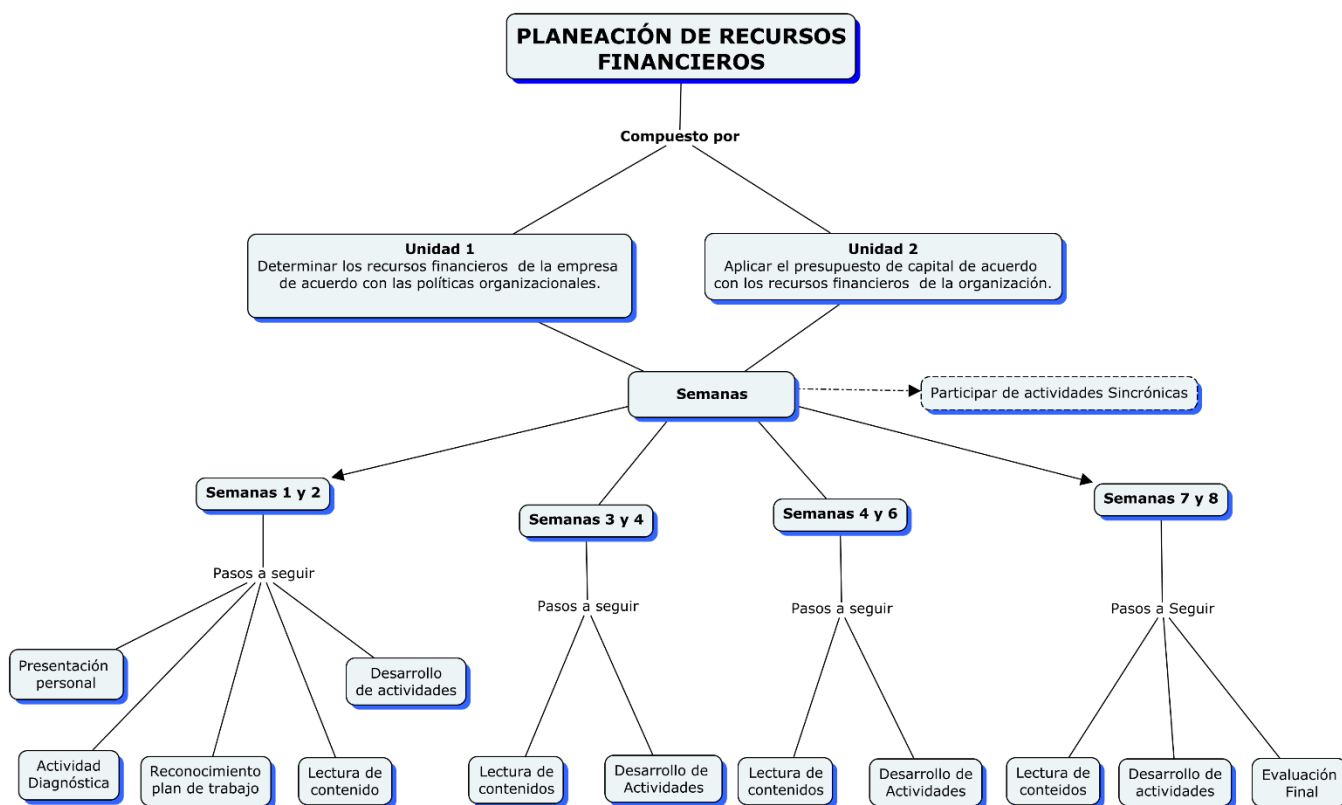 PLANEACIÓN DE RECURSOS
FINANCIEROS
Compuesto por
Unidad 1
Determinar los recursos financieros de la empresa
de acuerdo con las políticas organizacionales.
Unidad 2
Aplicar el presupuesto de capital de acuerdo
con los recursos financieros de la organización.
Semanas
Participar de actividades Sincrónicas
Semanas 1 y 2
Semanas 3 y 4
Semanas 4 y 6
Semanas 7 y 8
Pasos a seguir
Pasos a seguir
Pasos a seguir
Pasos a Seguir
Presentación
personal
Desarrollo
de actividades
Actividad
Diagnóstica
Reconocimiento
plan de trabajo
Lectura de
contenido
Lectura de
contenidos
Desarrollo de
Actividades
Lectura de
contenidos
Desarrollo de
Actividades
Lectura de
conteidos
Desarrollo de
actividades
Evaluación
Final